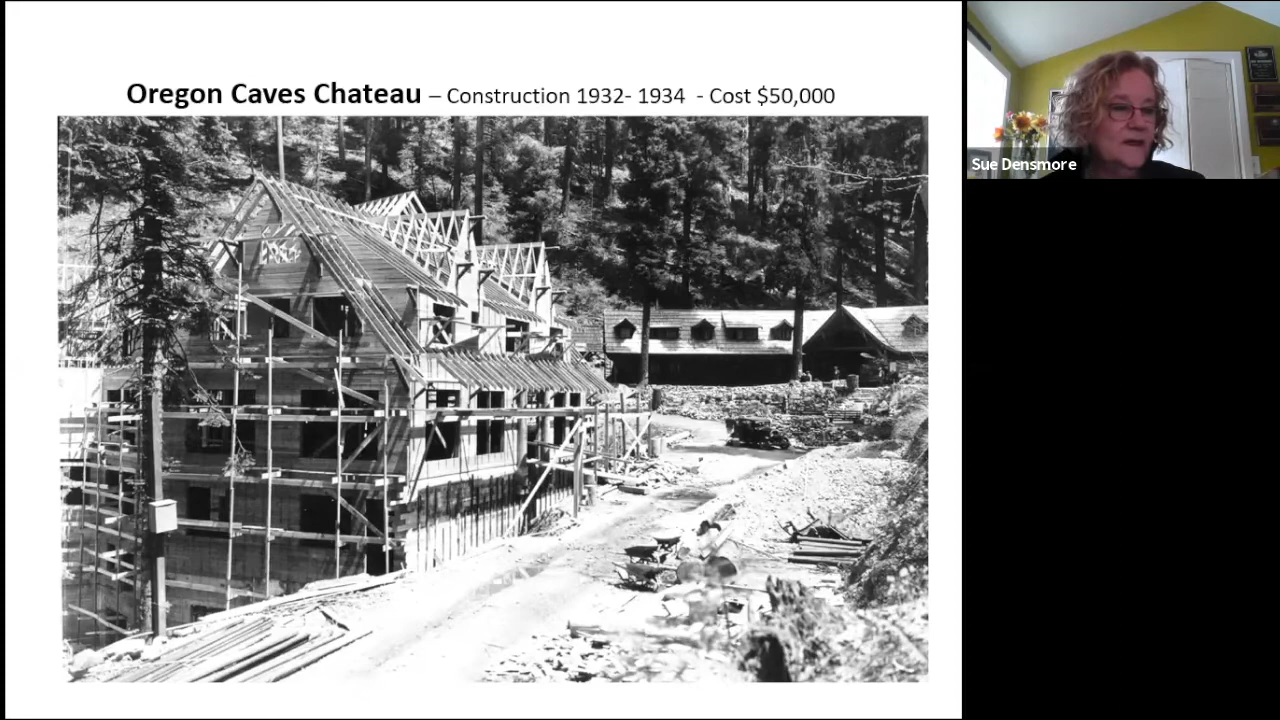 Oregon Caves Chateau – Construction 1932- 1934 - Cost $50,000
Sue Densmore